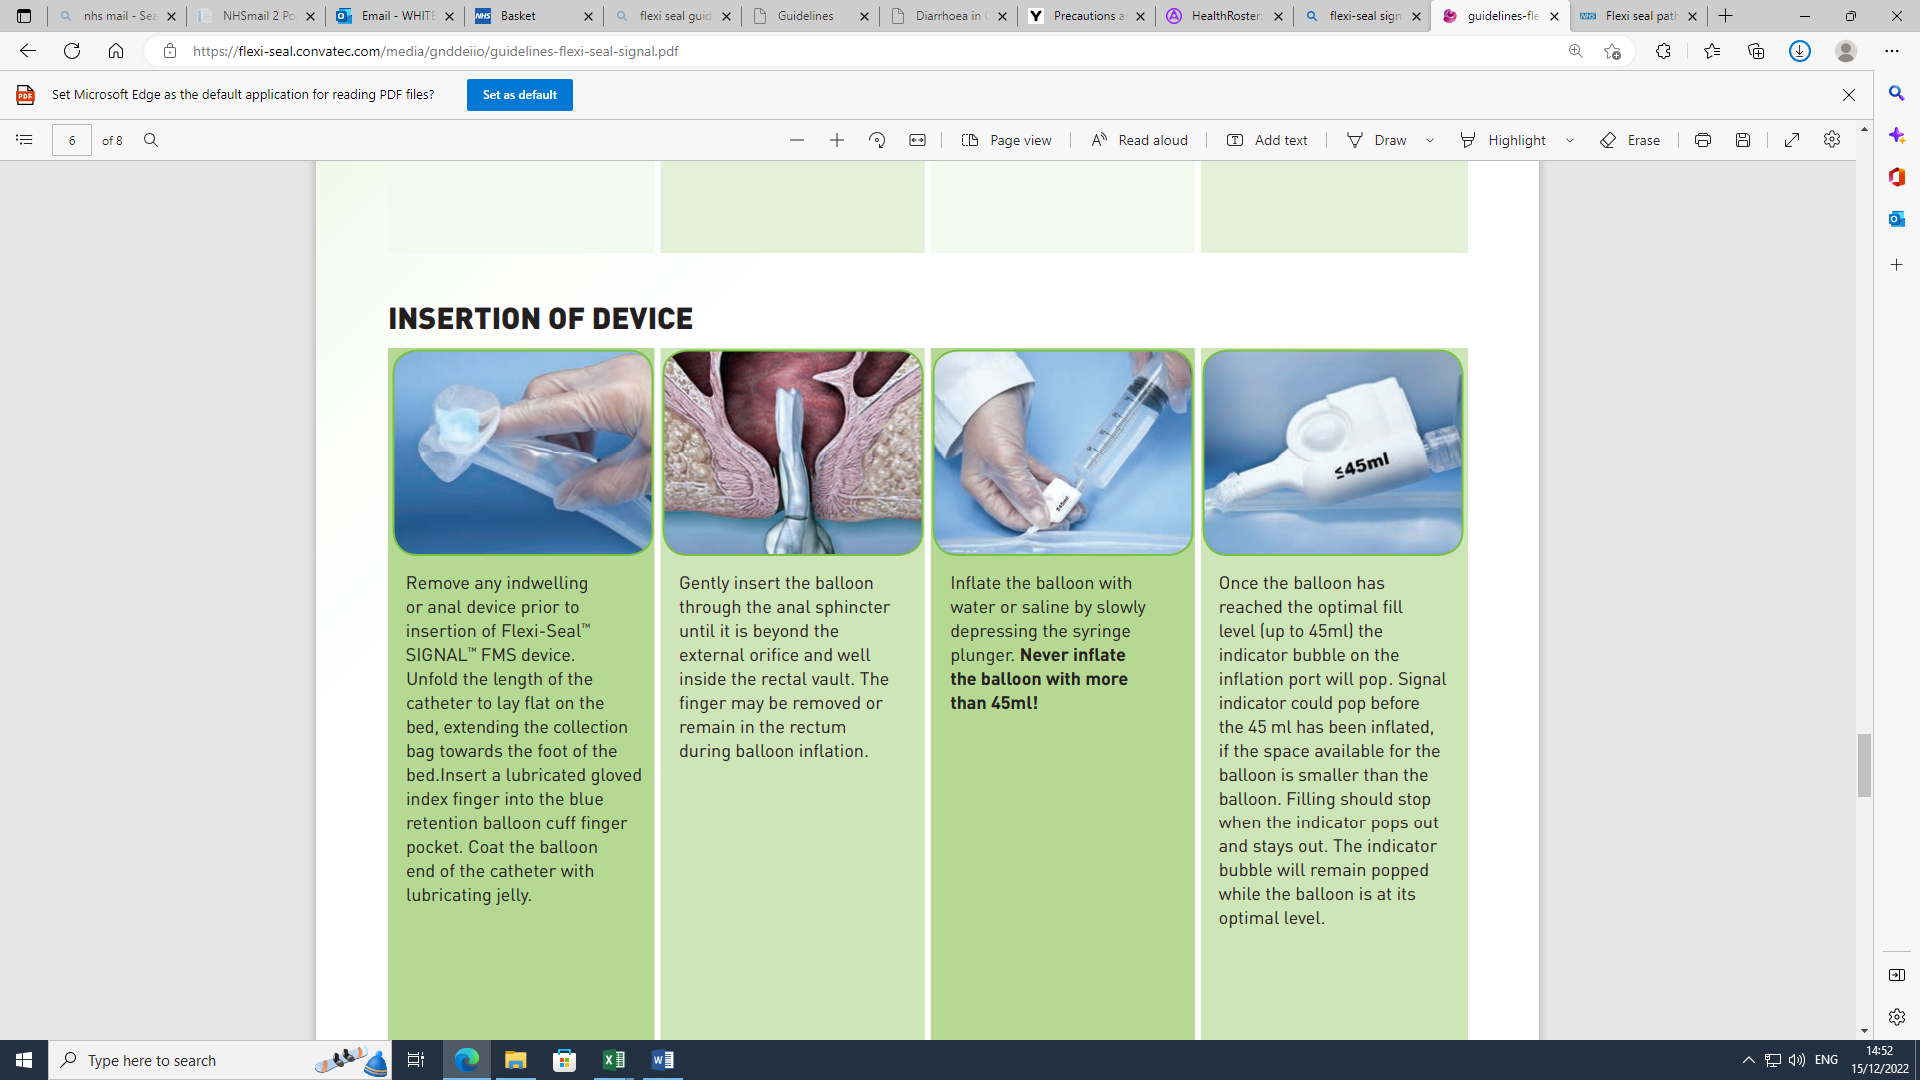 nhs mail - Sea
NHSmail 2 Po
Email - WHITE
NHS Basket
flexi seal guid
Guidelines
Diarrhoea in C
Y Precautions a
HealthRoster
flexi-seal sign
guidelines-fle
NHS Flexi seal path
https://flexi-seal.convatec.com/media/gnddeiio/guidelines-flexi-seal-signal.pdf
PDF Set Microsoft Edge as the default application for reading PDF files? Set as default
6 of 8 Page view Read aloud Add text Draw Highlight Erase
INSERTION OF DEVICE
≤45ml
≤45ml
Remove any indwelling
or anal device prior to
insertion of Flexi-Seal™
SIGNAL™ FMS device.
Unfold the length of the
catheter to lay flat on the
bed, extending the collection
bag towards the foot of the
bed.Insert a lubricated gloved
index finger into the blue
retention balloon cuff finger
pocket. Coat the balloon
end of the catheter with
lubricating jelly.
Gently insert the balloon
through the anal sphincter
until it is beyond the
external orifice and well
inside the rectal vault. The
finger may be removed or
remain in the rectum
during balloon inflation.
Inflate the balloon with
water or saline by slowly
depressing the syringe
plunger. Never inflate
the balloon with more
than 45ml!
Once the balloon has
reached the optimal fill
level (up to 45ml) the
indicator bubble on the
inflation port will pop. Signal
indicator could pop before
the 45 ml has been inflated,
if the space available for the
balloon is smaller than the
balloon. Filling should stop
when the indicator pops out
and stays out. The indicator
bubble will remain popped
while the balloon is at its
optimal level.
Type here to search
ENG
14:52
15/12/2022